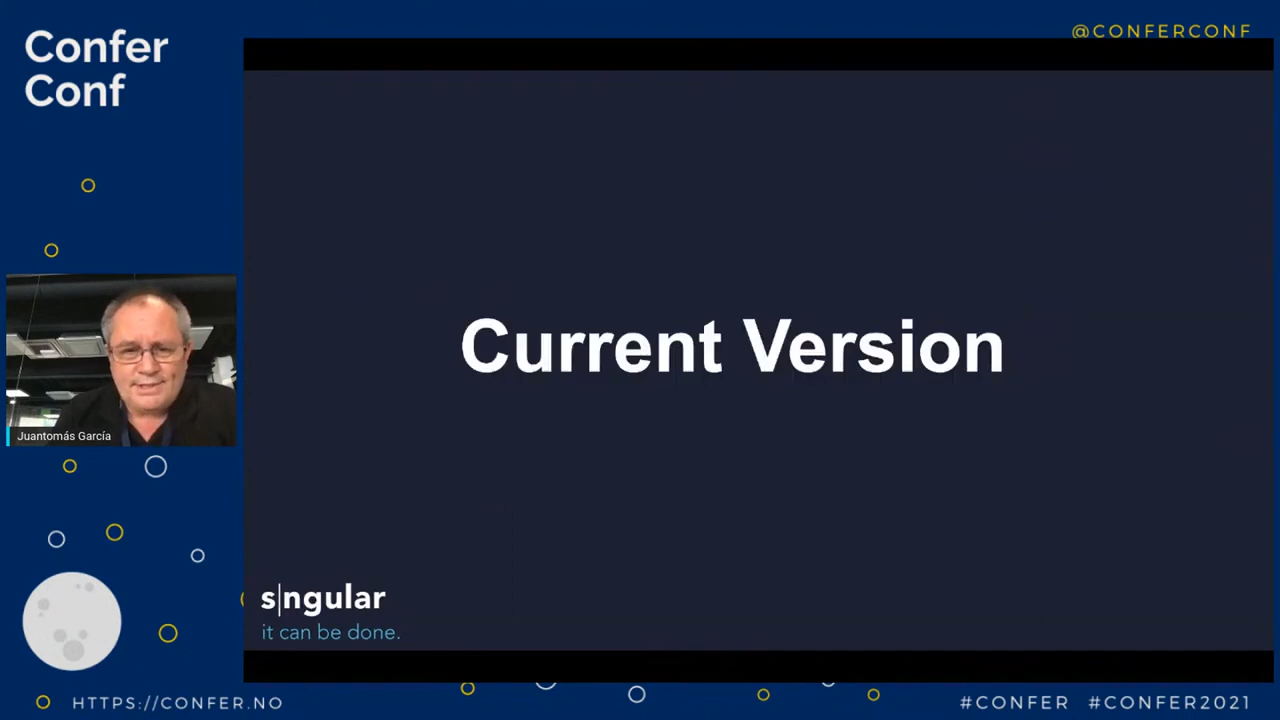 Confer
Conf
@CONFERCONF
Current Version
Juantomás García
s|ngular
it can be done.
HTTPS://CONFER.NO
#CONFER #CONFER2021